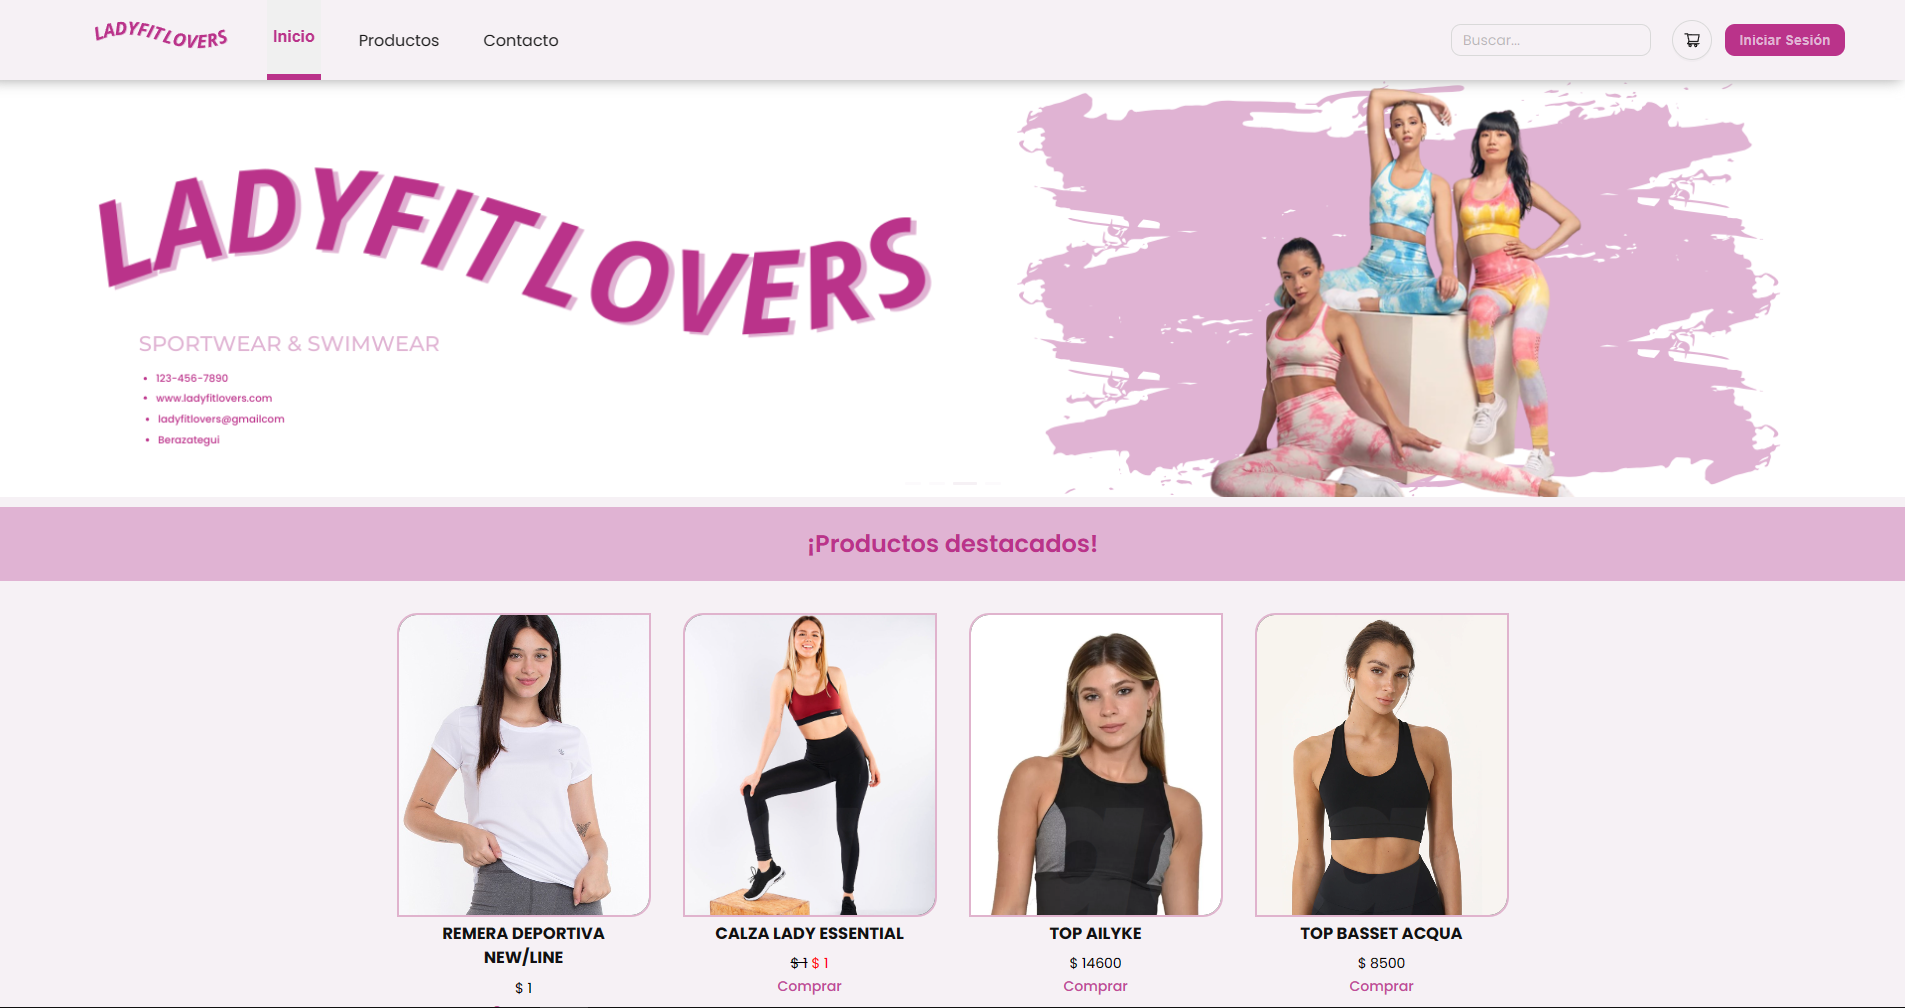 LADYFITLOVERS
Inicio
Productos
Contacto
Buscar...
Iniciar Sesión
LADYFITLOVERS
SPORTWEAR & SWIMWEAR
• 123-456-7890
• www.ladyfitlovers.com
• ladyfitlovers@gmailcom
• Berazategui
¡Productos destacados!
REMERA DEPORTIVA
NEW/LINE
$ 1
CALZA LADY ESSENTIAL
$ 1 $ 1
Comprar
TOP AILYKE
$ 14600
Comprar
TOP BASSET ACQUA
$ 8500
Comprar